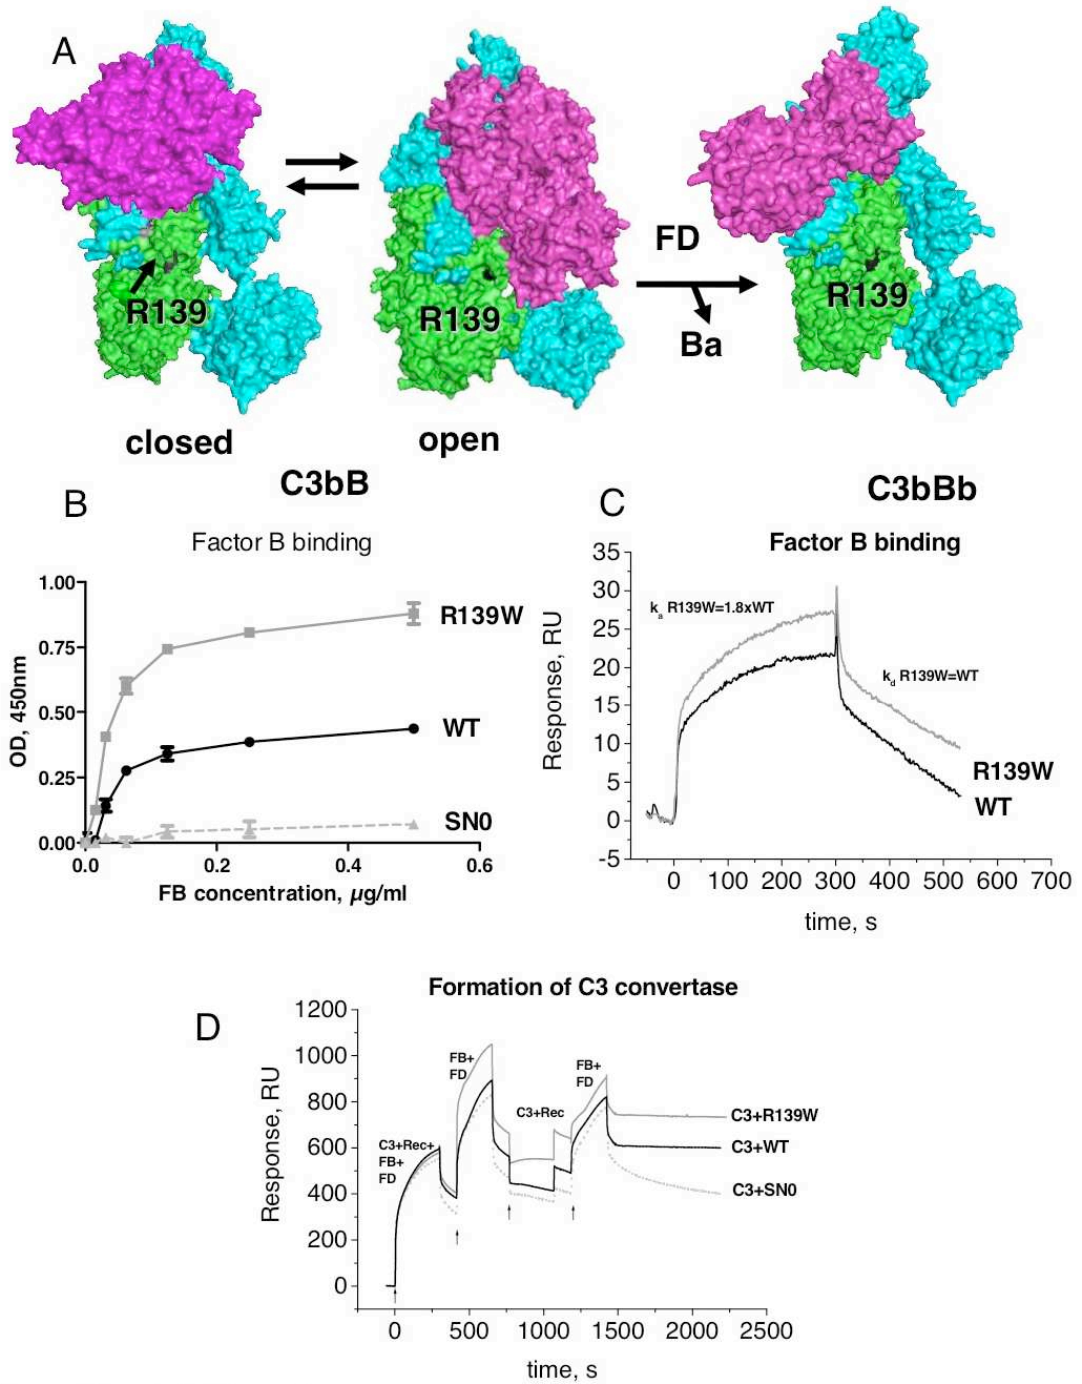 A
R139
R139
FD
Ba
R139
closed
open
C3bB
C3bBb
B
Factor B binding
1.00
0.75
0.50
0.25
0.00
OD, 450nm
R139W
WT
SN0
0.0
0.2
0.4
0.6
FB concentration, µg/ml
C
Factor B binding
35
30
25
20
15
10
5
0
-5
Response, RU
ka R139W=1.8xWT
kd R139W=WT
R139W
WT
0
100
200
300
400
500
600
700
time, s
D
Formation of C3 convertase
1200
1000
800
600
400
200
0
Response, RU
C3+Rec+
FB+
FD
FB+
FD
C3+Rec
FB+
FD
C3+R139W
C3+WT
C3+SN0
0
500
1000
1500
2000
2500
time, s